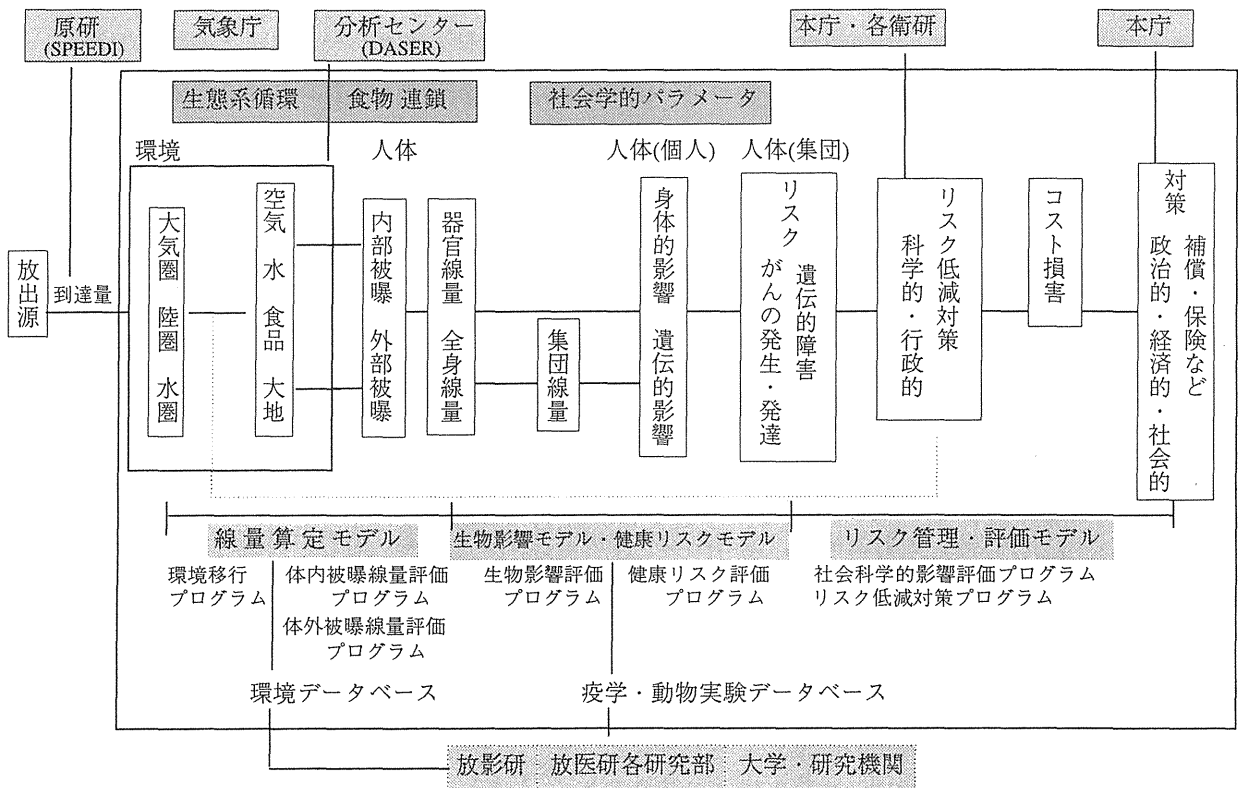 原研
(SPEEDI)
気象庁
分析センター
(DASER)
本庁・各衛研
本庁
生態系循環 食物連鎖
社会学的パラメータ
環境
人体
人体(個人)
人体(集団)
放出源
到達量
大気圏 陸圏 水圏
空気 水 食品 大地
内部被曝 外部被曝
器官線量 全身線量
集団線量
身体的影響 遺伝的影響
リスク 遺伝的障害
がんの発生・発達
リスク低減対策
科学的・行政的
コスト損害
対策 補償・保険など
政治的・経済的・社会的
線量算定モデル
生物影響モデル・健康リスクモデル
リスク管理・評価モデル
環境移行
プログラム
体内被曝線量評価
プログラム
体外被曝線量評価
プログラム
生物影響評価
プログラム
健康リスク評価
プログラム
社会科学的影響評価プログラム
リスク低減対策プログラム
環境データベース
疫学・動物実験データベース
放影研 放医研各研究部 大学・研究機関